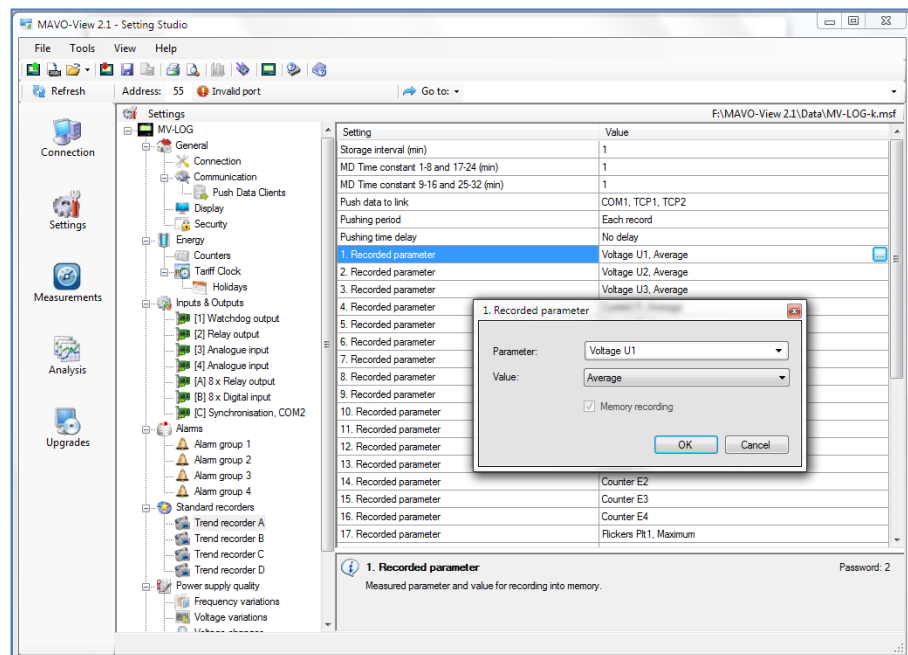 MAVO-View 2.1 - Setting Studio
File Tools View Help
Refresh Address: 55 Invalid port Go to:
Settings F:\MAVO-View 2.1\Data\MV-LOG-k.msf
Connection
Settings
Measurements
Analysis
Upgrades
MV-LOG
General
Connection
Communication
Push Data Clients
Display
Security
Energy
Counters
Tariff Clock
Holidays
Inputs & Outputs
[1] Watchdog output
[2] Relay output
[3] Analogue input
[4] Analogue input
[A] 8 x Relay output
[B] 8 x Digital input
[C] Synchronisation, COM2
Alarms
Alarm group 1
Alarm group 2
Alarm group 3
Alarm group 4
Standard recorders
Trend recorder A
Trend recorder B
Trend recorder C
Trend recorder D
Power supply quality
Frequency variations
Voltage variations
Voltage changes
Setting Value
Storage interval (min) 1
MD Time constant 1-8 and 17-24 (min) 1
MD Time constant 9-16 and 25-32 (min) 1
Push data to link COM1, TCP1, TCP2
Pushing period Each record
Pushing time delay No delay
1. Recorded parameter Voltage U1, Average ...
2. Recorded parameter Voltage U2, Average
3. Recorded parameter Voltage U3, Average
4. Recorded parameter
5. Recorded parameter
6. Recorded parameter
7. Recorded parameter
8. Recorded parameter
9. Recorded parameter
10. Recorded parameter
11. Recorded parameter
12. Recorded parameter
13. Recorded parameter
14. Recorded parameter Counter E2
15. Recorded parameter Counter E3
16. Recorded parameter Counter E4
17. Recorded parameter Flickers Plt1, Maximum
1. Recorded parameter
Parameter: Voltage U1
Value: Average
Memory recording
OK Cancel
1. Recorded parameter Password: 2
Measured parameter and value for recording into memory.